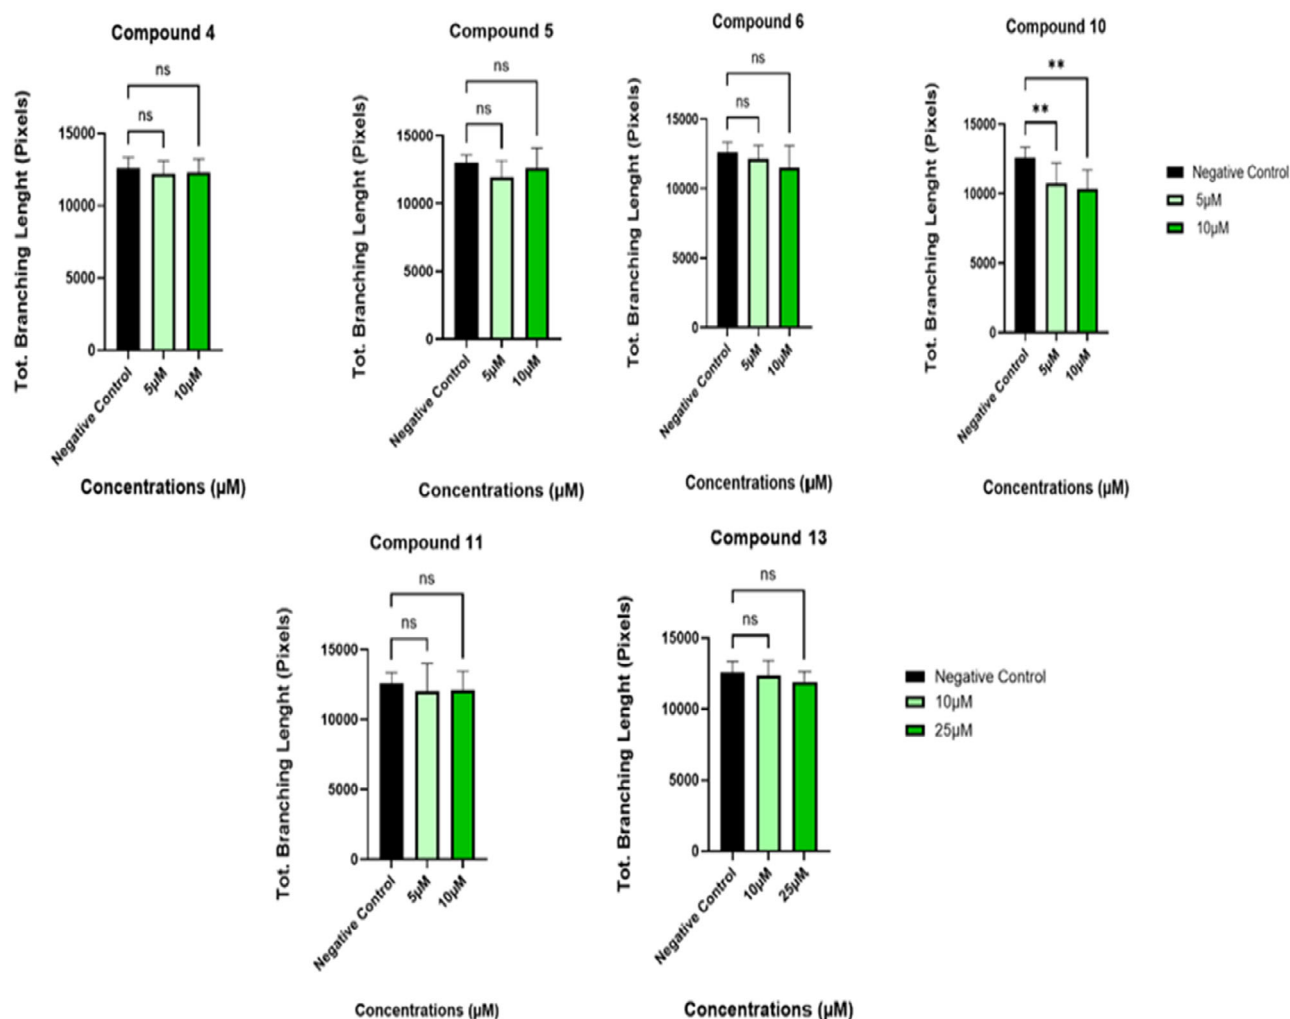 Compound 4
ns
ns
Tot. Branching Lenght (Pixels)
15000
10000
5000
0
Negative Control
5µM
10µM
Concentrations (µM)
Compound 5
ns
ns
Tot. Branching Lenght (Pixels)
15000
10000
5000
0
Negative Control
5µM
10µM
Concentrations (µM)
Compound 6
ns
ns
Tot. Branching Lenght (Pixels)
15000
10000
5000
0
Negative Control
5µM
10µM
Concentrations (µM)
Compound 10
**
**
Tot. Branching Lenght (Pixels)
15000
10000
5000
0
Negative Control
5µM
10µM
Concentrations (µM)
Negative Control
5µM
10µM
Compound 11
ns
ns
Tot. Branching Lenght (Pixels)
15000
10000
5000
0
Negative Control
5µM
10µM
Concentrations (µM)
Compound 13
ns
ns
Tot. Branching Lenght (Pixels)
15000
10000
5000
0
Negative Control
10µM
25µM
Concentrations (µM)
Negative Control
10µM
25µM